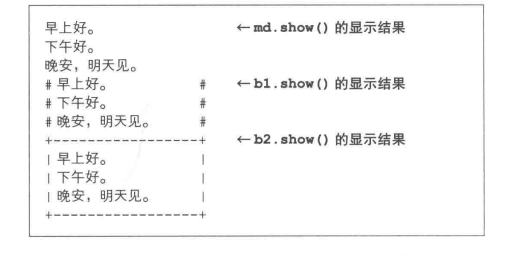 早上好。 ← md.show() 的显示结果
下午好。
晚安，明天见。
# 早上好。 # ← b1.show() 的显示结果
# 下午好。 #
# 晚安，明天见。 #
+------------------+ ← b2.show() 的显示结果
| 早上好。 |
| 下午好。 |
| 晚安，明天见。 |
+------------------+